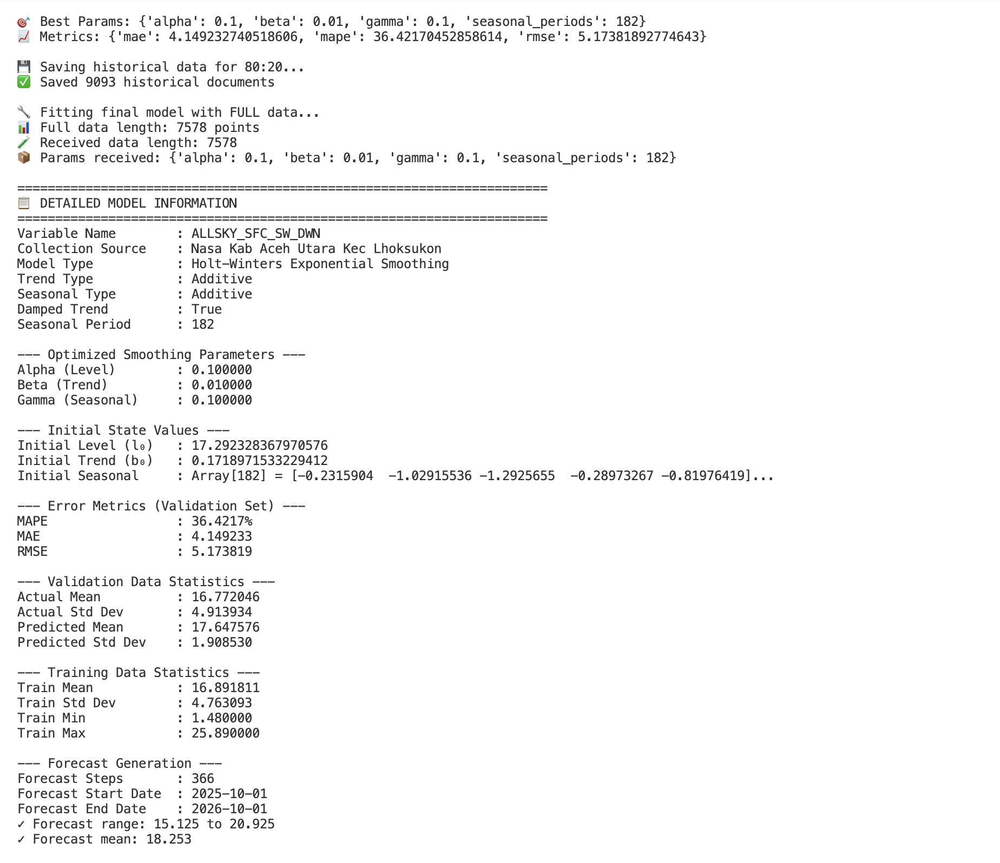 🎯 Best Params: {'alpha': 0.1, 'beta': 0.01, 'gamma': 0.1, 'seasonal_periods': 182}
📈 Metrics: {'mae': 4.149232740518606, 'mape': 36.42170452858614, 'rmse': 5.17381892774643}
💾 Saving historical data for 80:20...
✅ Saved 9093 historical documents
🔧 Fitting final model with FULL data...
📊 Full data length: 7578 points
🧪 Received data length: 7578
📦 Params received: {'alpha': 0.1, 'beta': 0.01, 'gamma': 0.1, 'seasonal_periods': 182}
======================================================================
📋 DETAILED MODEL INFORMATION
======================================================================
Variable Name        : ALLSKY_SFC_SW_DWN
Collection Source    : Nasa Kab Aceh Utara Kec Lhoksukon
Model Type           : Holt-Winters Exponential Smoothing
Trend Type           : Additive
Seasonal Type        : Additive
Damped Trend         : True
Seasonal Period      : 182
--- Optimized Smoothing Parameters ---
Alpha (Level)        : 0.100000
Beta (Trend)         : 0.010000
Gamma (Seasonal)     : 0.100000
--- Initial State Values ---
Initial Level (l₀)   : 17.292328367970576
Initial Trend (b₀)   : 0.1718971533229412
Initial Seasonal     : Array[182] = [-0.2315904  -1.02915536 -1.2925655  -0.28973267 -0.81976419]...
--- Error Metrics (Validation Set) ---
MAPE                 : 36.4217%
MAE                  : 4.149233
RMSE                 : 5.173819
--- Validation Data Statistics ---
Actual Mean          : 16.772046
Actual Std Dev       : 4.913934
Predicted Mean       : 17.647576
Predicted Std Dev    : 1.908530
--- Training Data Statistics ---
Train Mean           : 16.891811
Train Std Dev        : 4.763093
Train Min            : 1.480000
Train Max            : 25.890000
--- Forecast Generation ---
Forecast Steps       : 366
Forecast Start Date  : 2025-10-01
Forecast End Date    : 2026-10-01
✓ Forecast range: 15.125 to 20.925
✓ Forecast mean: 18.253